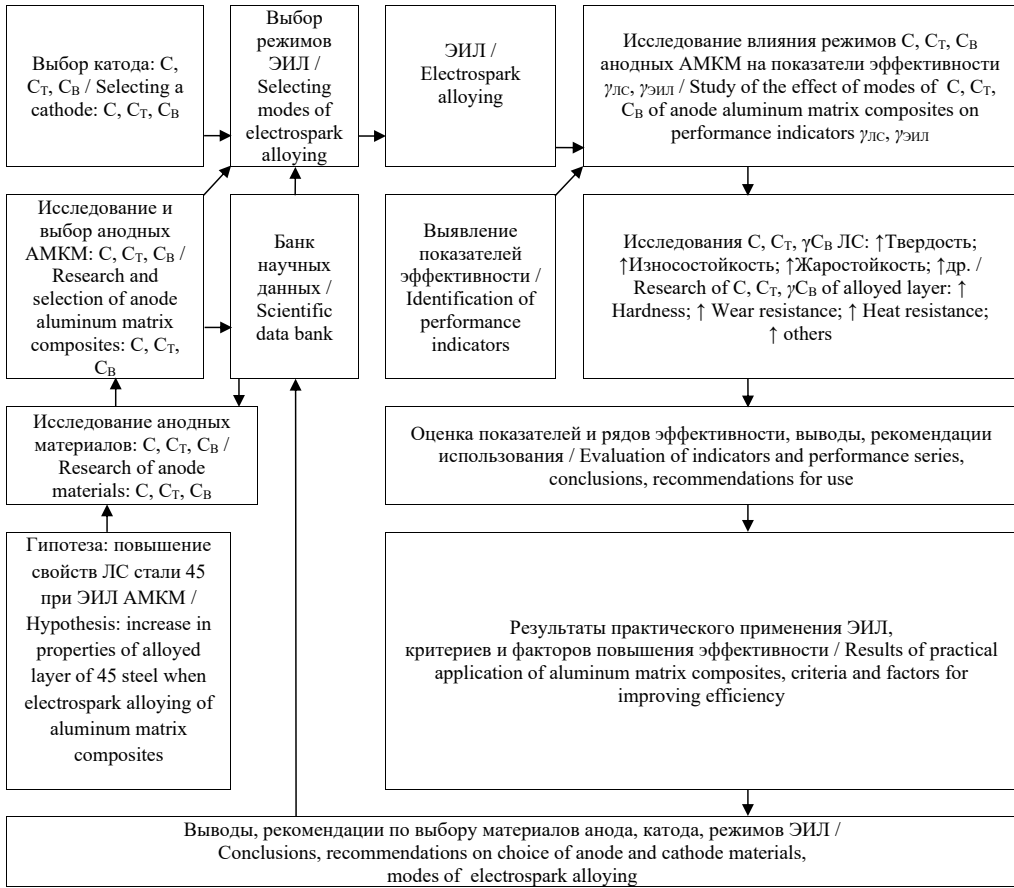 Выбор катода: С,
СТ, СВ / Selecting a
cathode: С, СТ, СВ
Выбор
режимов
ЭИЛ /
Selecting
modes of
electrospark
alloying
ЭИЛ /
Electrospark
alloying
Исследование влияния режимов С, СТ, СВ
анодных АМКМ на показатели эффективности
γЛС, γЭИЛ / Study of the effect of modes of С, СТ,
СВ of anode aluminum matrix composites on
performance indicators γЛС, γЭИЛ
Исследование и
выбор анодных
АМКМ: С, СТ, СВ /
Research and
selection of anode
aluminum matrix
composites: С, СТ,
СВ
Банк
научных
данных /
Scientific
data bank
Выявление
показателей
эффективности /
Identification of
performance
indicators
Исследования С, СТ, γСВ ЛС: ↑Твердость;
↑Износостойкость; ↑Жаростойкость; ↑др. /
Research of С, СТ, γСВ of alloyed layer: ↑
Hardness; ↑ Wear resistance; ↑ Heat resistance;
↑ others
Исследование анодных
материалов: С, СТ, СВ /
Research of anode
materials: С, СТ, СВ
Оценка показателей и рядов эффективности, выводы, рекомендации
использования / Evaluation of indicators and performance series,
conclusions, recommendations for use
Гипотеза: повышение
свойств ЛС стали 45
при ЭИЛ АМКМ /
Hypothesis: increase in
properties of alloyed
layer of 45 steel when
electrospark alloying of
aluminum matrix
composites
Результаты практического применения ЭИЛ,
критериев и факторов повышения эффективности / Results of practical
application of aluminum matrix composites, criteria and factors for
improving efficiency
Выводы, рекомендации по выбору материалов анода, катода, режимов ЭИЛ /
Conclusions, recommendations on choice of anode and cathode materials,
modes of electrospark alloying